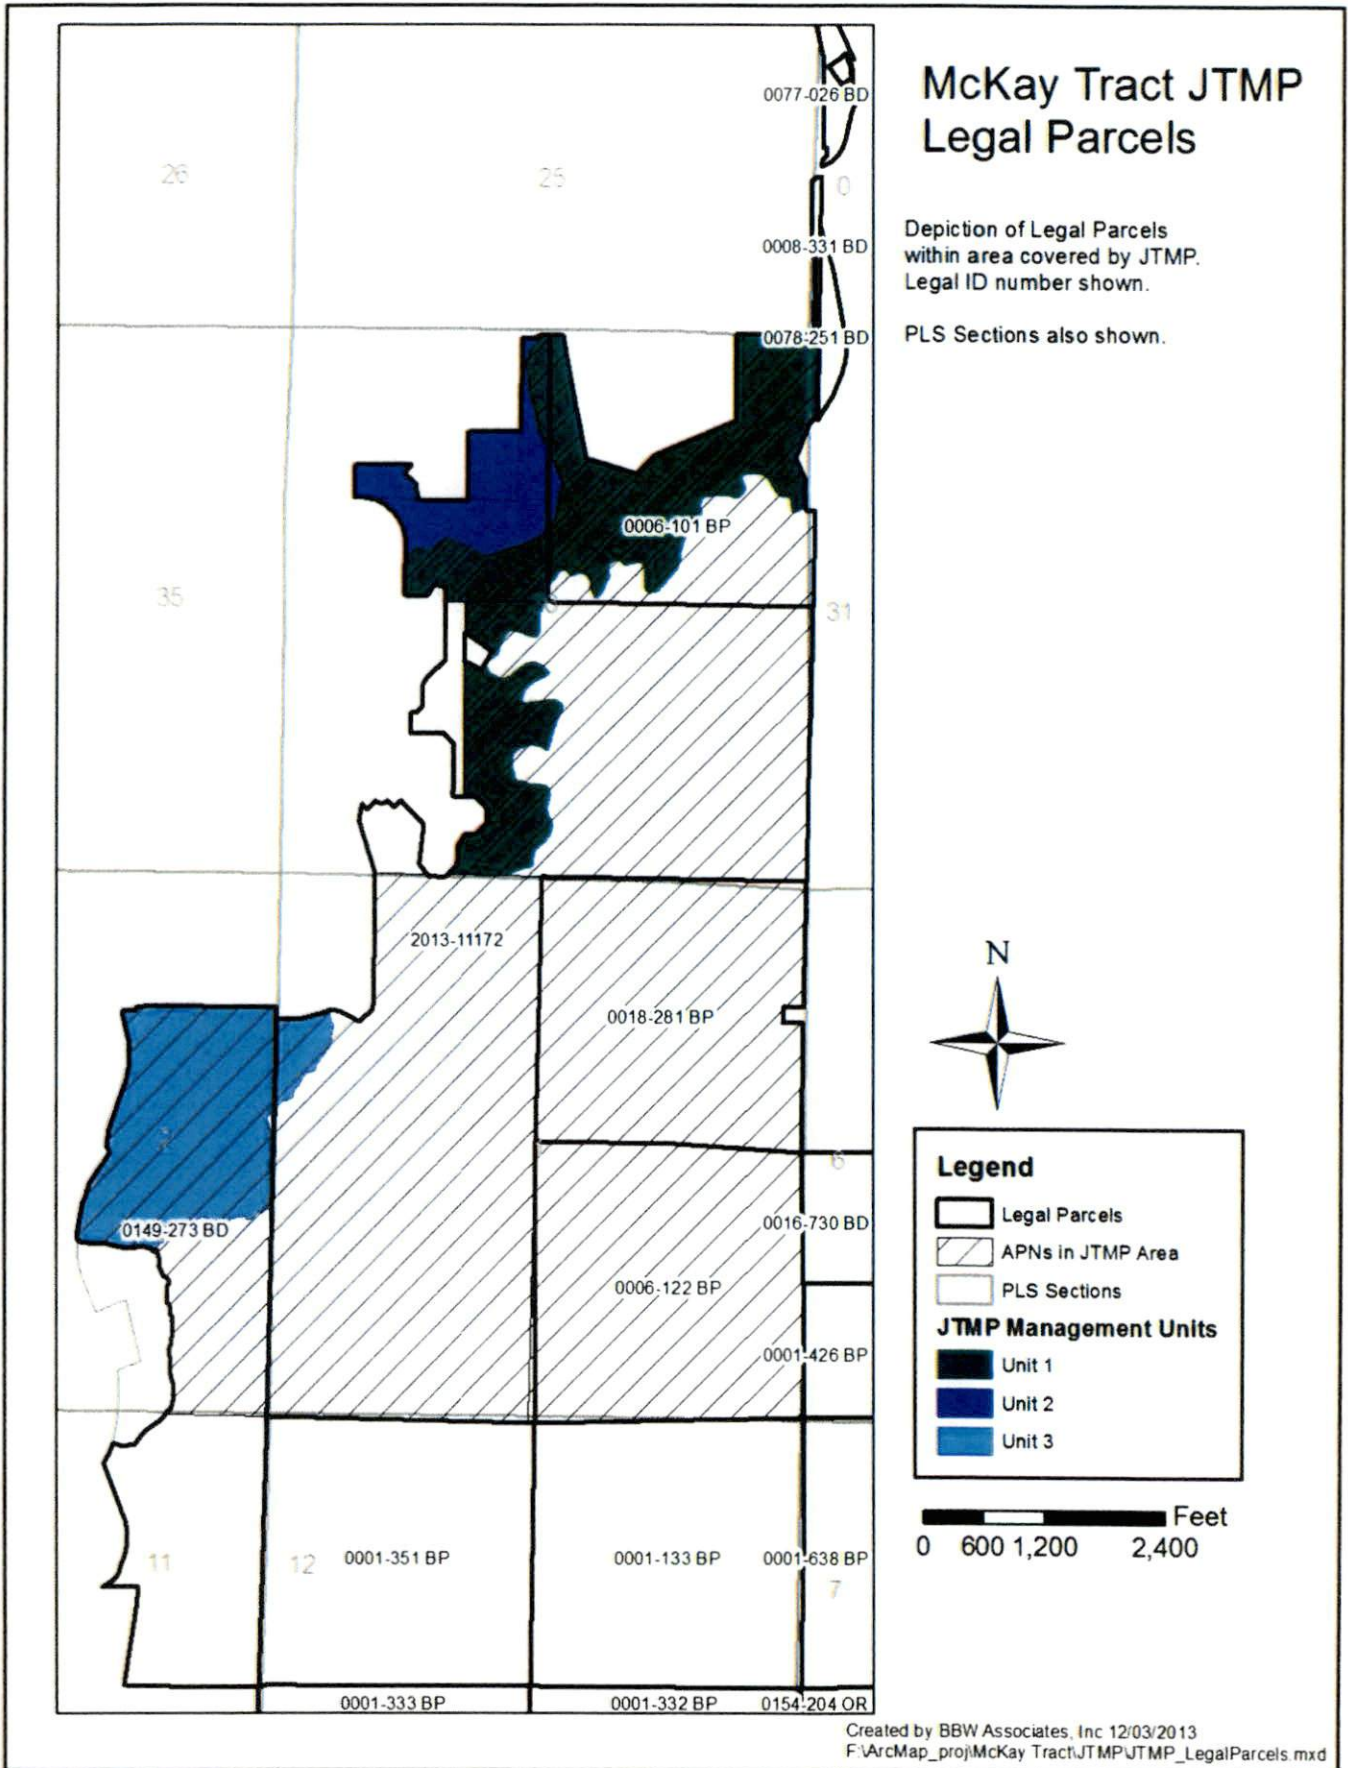 McKay Tract JTMP
Legal Parcels
Depiction of Legal Parcels
within area covered by JTMP.
Legal ID number shown.
PLS Sections also shown.
0077-026 BD
26
25
0
0008-331 BD
0078-251 BD
0006-101 BP
35
31
2013-11172
0018-281 BP
6
0149-273 BD
0016-730 BD
0006-122 BP
0001-426 BP
11
12
0001-351 BP
0001-133 BP
0001-638 BP
7
0001-333 BP
0001-332 BP
0154-204 OR
N
Legend
Legal Parcels
APNs in JTMP Area
PLS Sections
JTMP Management Units
Unit 1
Unit 2
Unit 3
Feet
0 600 1,200 2,400
Created by BBW Associates, Inc 12/03/2013
F:\ArcMap_proj\McKay Tract\JTMP\JTMP_LegalParcels.mxd